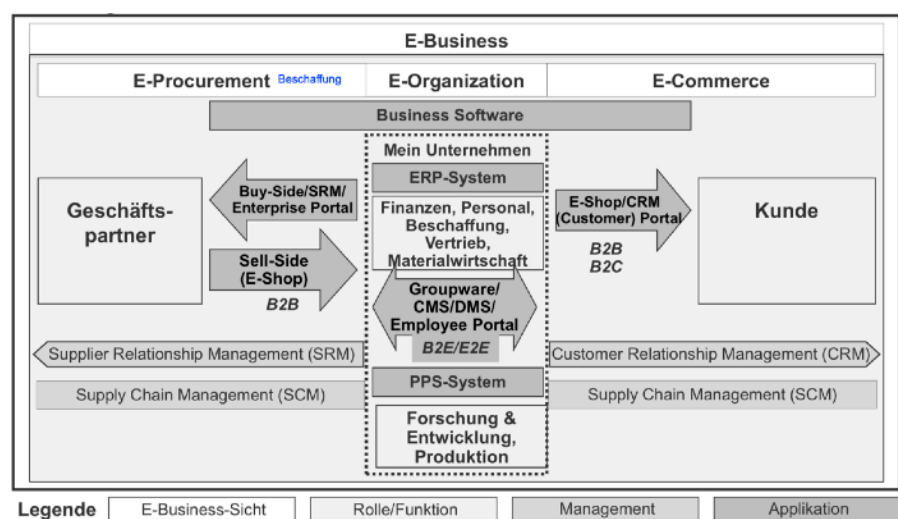 E-Business
E-Procurement Beschaffung E-Organization E-Commerce
Business Software
Mein Unternehmen
ERP-System
Geschäfts-
partner
Buy-Side/SRM/
Enterprise Portal
Sell-Side
(E-Shop)
B2B
Finanzen, Personal,
Beschaffung,
Vertrieb,
Materialwirtschaft
Groupware/
CMS/DMS/
Employee Portal
B2E/E2E
E-Shop/CRM
(Customer) Portal
B2B
B2C
Kunde
Supplier Relationship Management (SRM)
Customer Relationship Management (CRM)
Supply Chain Management (SCM)
PPS-System
Supply Chain Management (SCM)
Forschung &
Entwicklung,
Produktion
Legende E-Business-Sicht Rolle/Funktion Management Applikation